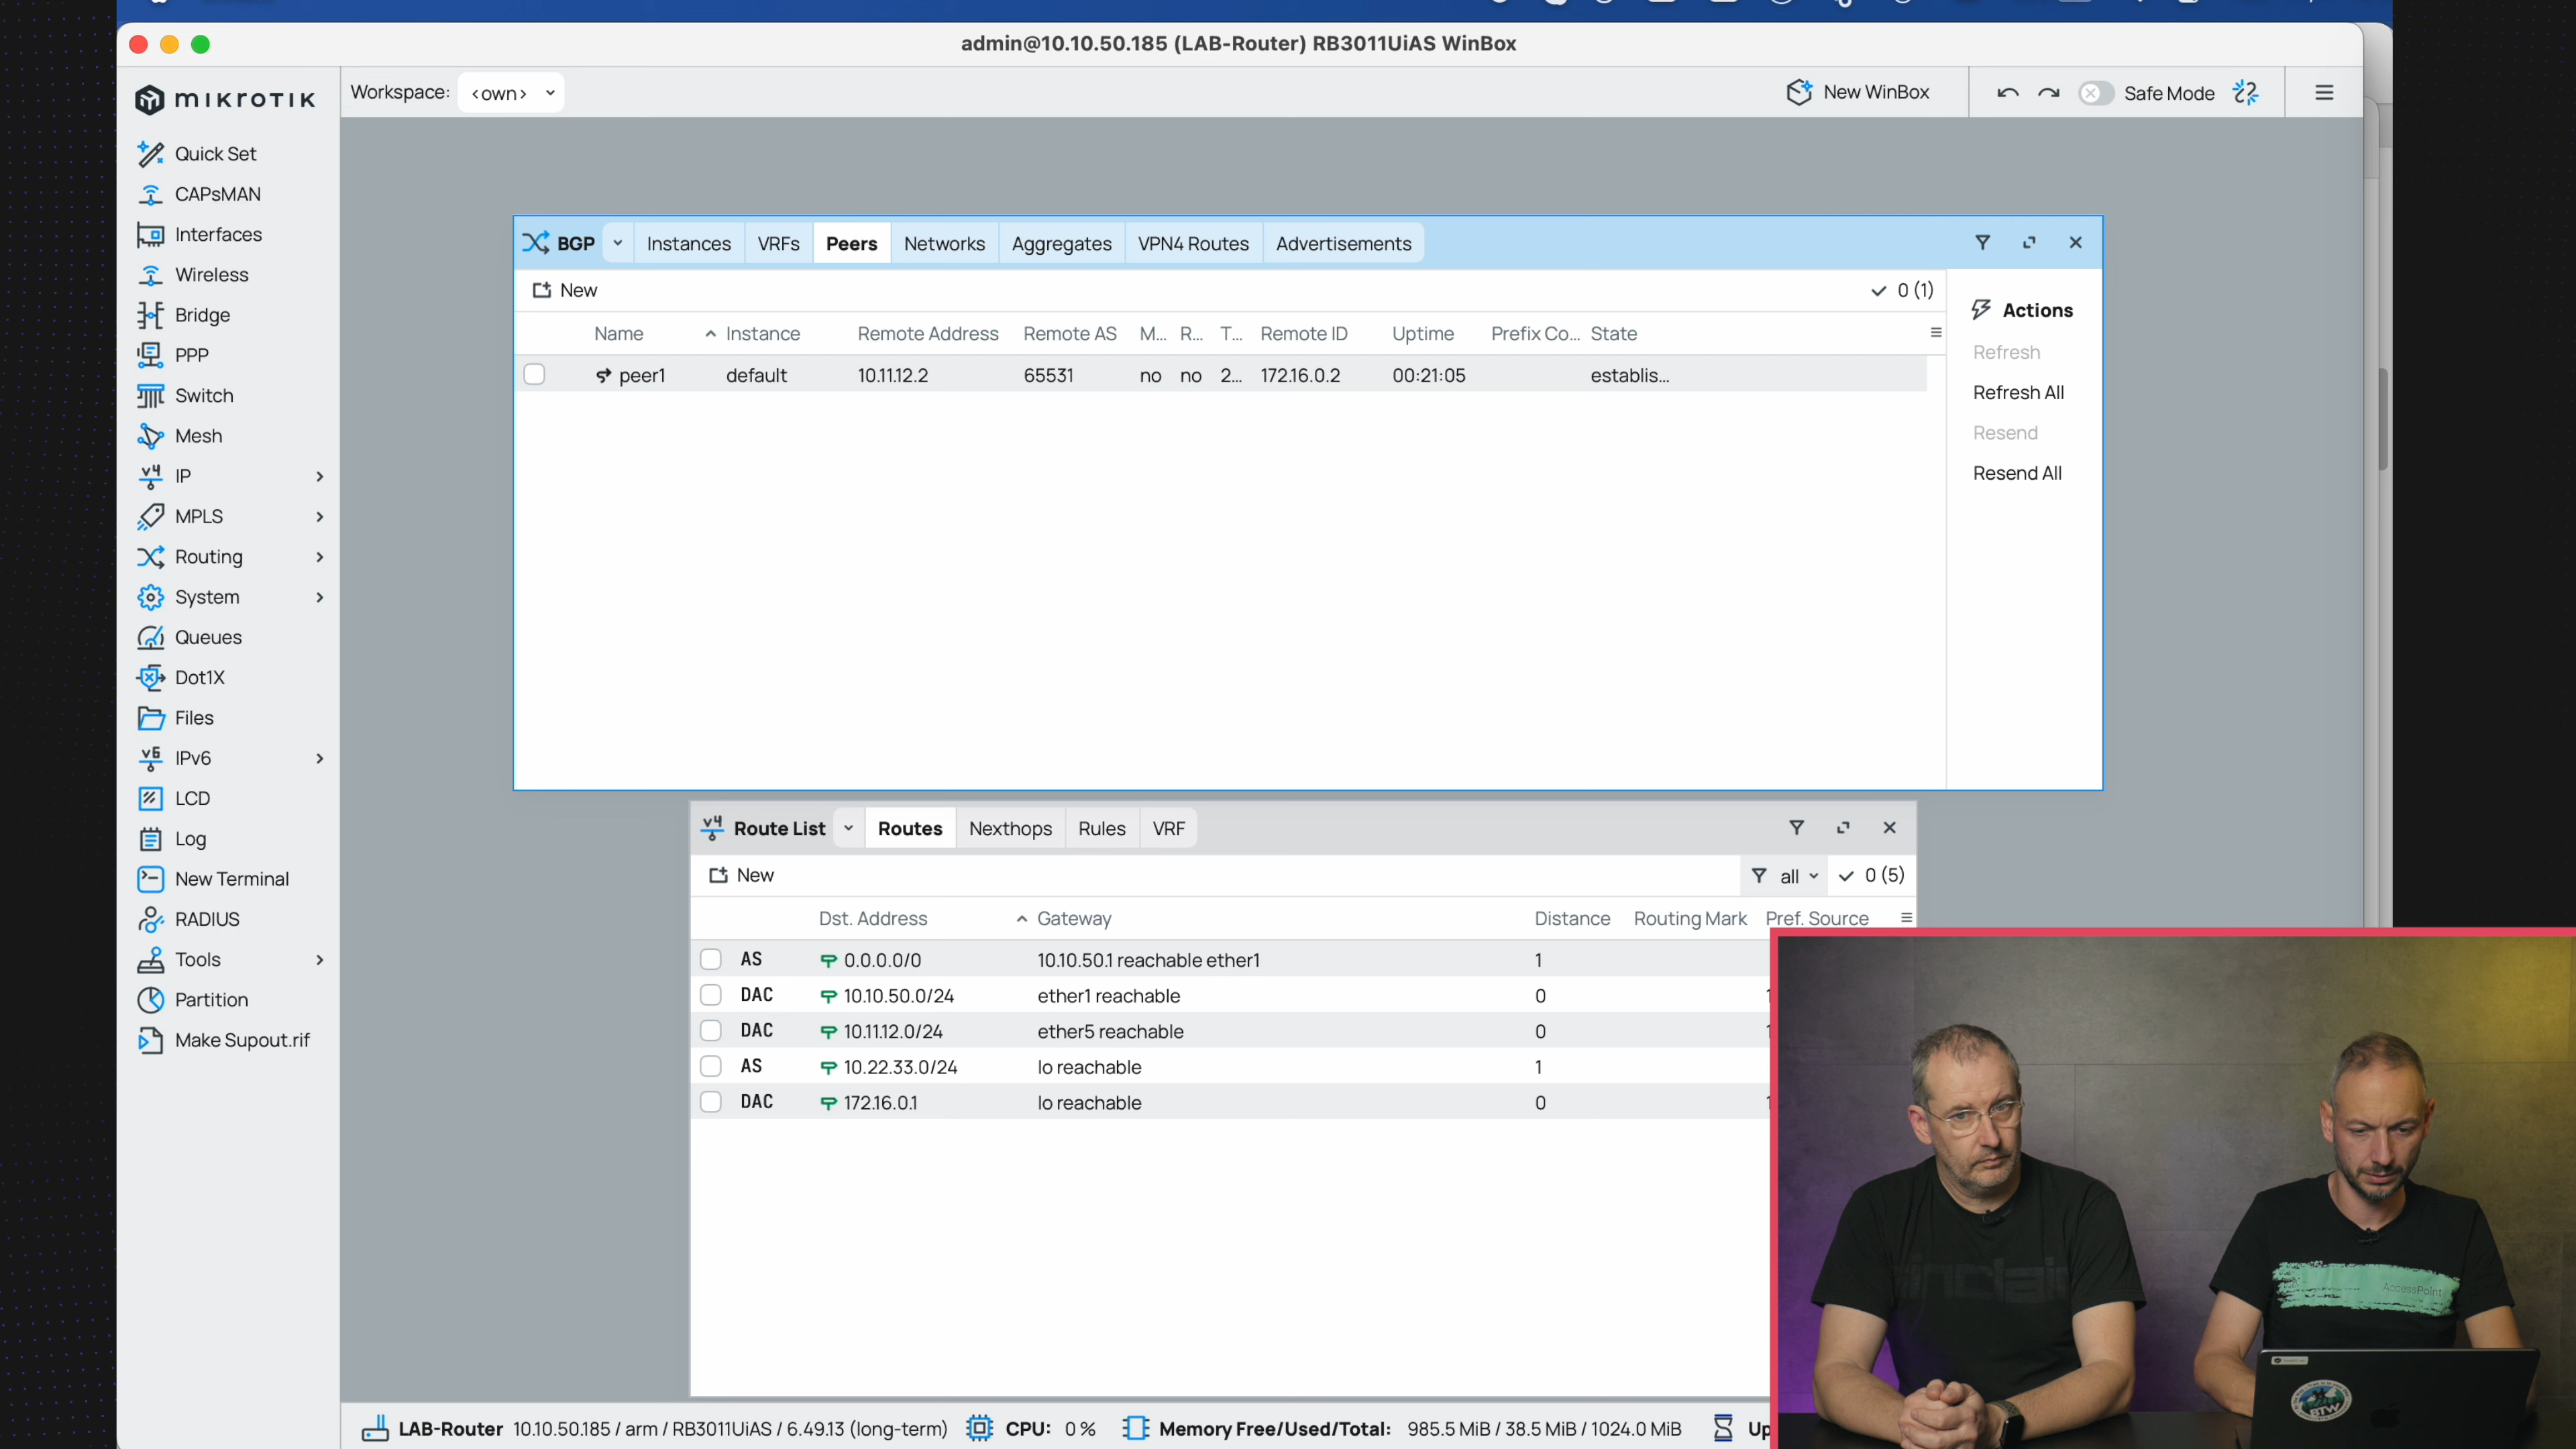 admin@10.10.50.185 (LAB-Router) RB3011UiAS WinBox
MIKROTIK
Workspace: <own>
New WinBox
Safe Mode
Quick Set
CAPsMAN
Interfaces
Wireless
Bridge
PPP
Switch
Mesh
IP
MPLS
Routing
System
Queues
Dot1X
Files
IPv6
LCD
Log
New Terminal
RADIUS
Tools
Partition
Make Supout.rif
BGP Instances VRFs Peers Networks Aggregates VPN4 Routes Advertisements
New 0 (1)
Name Instance Remote Address Remote AS M... R... T... Remote ID Uptime Prefix Co... State
peer1 default 10.11.12.2 65531 no no 2... 172.16.0.2 00:21:05 establis...
Actions
Refresh
Refresh All
Resend
Resend All
Route List Routes Nexthops Rules VRF
New all 0 (5)
Dst. Address Gateway Distance Routing Mark Pref. Source
AS 0.0.0.0/0 10.10.50.1 reachable ether1 1
DAC 10.10.50.0/24 ether1 reachable 0
DAC 10.11.12.0/24 ether5 reachable 0
AS 10.22.33.0/24 lo reachable 1
DAC 172.16.0.1 lo reachable 0
LAB-Router 10.10.50.185 / arm / RB3011UiAS / 6.49.13 (long-term) CPU: 0 % Memory Free/Used/Total: 985.5 MiB / 38.5 MiB / 1024.0 MiB Up
AccessPoint
BTW